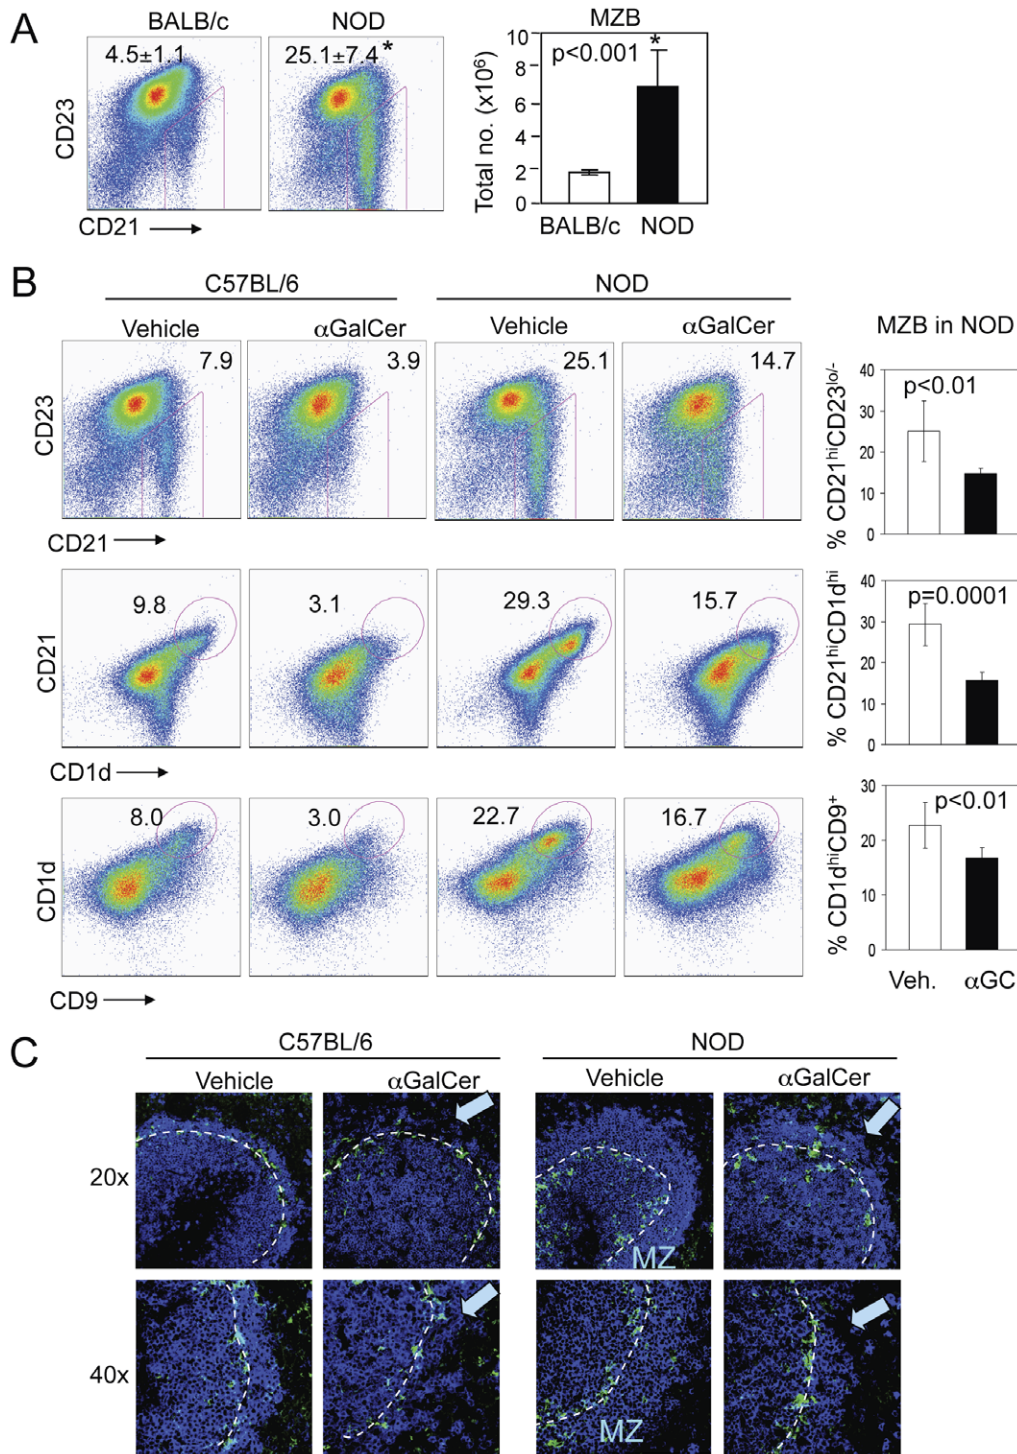 A
BALB/c NOD MZB
4.5±1.1 25.1±7.4 *
CD23
CD21
Total no. (x10⁶)
10
8
6
4
2
0
p<0.001 *
BALB/c NOD
B
C57BL/6 NOD
Vehicle αGalCer Vehicle αGalCer MZB in NOD
7.9 3.9 25.1 14.7
CD23
CD21
% CD21ʰⁱCD23ˡᵒ/⁻
40
30
20
10
0
p<0.01
9.8 3.1 29.3 15.7
CD21
CD1d
% CD21ʰⁱCD1dʰⁱ
40
30
20
10
0
p=0.0001
8.0 3.0 22.7 16.7
CD1d
CD9
% CD1dʰⁱCD9⁺
30
20
10
0
p<0.01
Veh. αGC
C
C57BL/6 NOD
Vehicle αGalCer Vehicle αGalCer
20x
MZ
40x
MZ